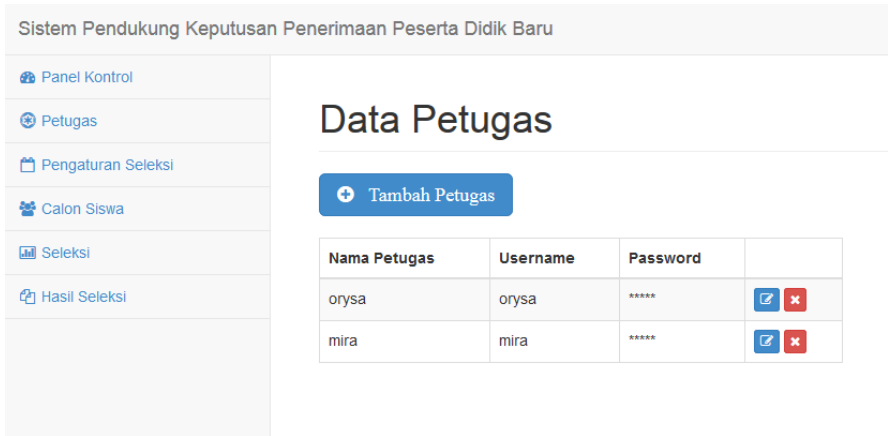 Sistem Pendukung Keputusan Penerimaan Peserta Didik Baru
Panel Kontrol
Petugas
Pengaturan Seleksi
Calon Siswa
Seleksi
Hasil Seleksi
Data Petugas
Tambah Petugas
Nama Petugas Username Password
orysa orysa *****
mira mira *****